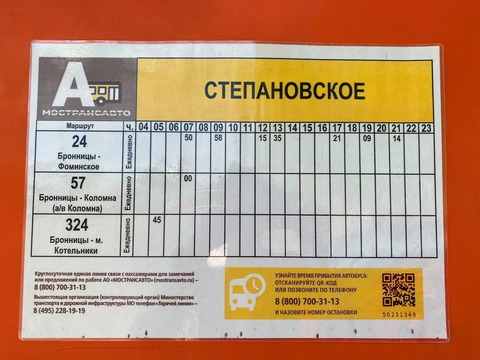 А
МОСТРАНСАВТО
СТЕПАНОВСКОЕ
Маршрут ч. 04 05 06 07 08 09 10 11 12 13 14 15 16 17 18 19 20 21 22 23
24
Бронницы -
Фоминское
Ежедневно
50 58 15 35 21 09 14
57
Бронницы - Коломна
(а/в Коломна)
Ежедневно
00
324
Бронницы - м.
Котельники
Ежедневно
45
Круглосуточная единая линия связи с пассажирами для замечаний
или предложений по работе АО «МОСТРАНСАВТО» (mostransavto.ru)
8 (800) 700-31-13
Вышестоящая организация (контролирующий орган) Министерство
транспорта и дорожной инфраструктуры МО телефон «Горячей линии» -
8 (495) 228-19-19
УЗНАЙТЕ ВРЕМЯ ПРИБЫТИЯ АВТОБУСА:
ОТСКАНИРУЙТЕ QR-КОД
ИЛИ ПОЗВОНИТЕ ПО ТЕЛЕФОНУ
8 (800) 700-31-13
И НАЗОВИТЕ НОМЕР ОСТАНОВКИ
50231349